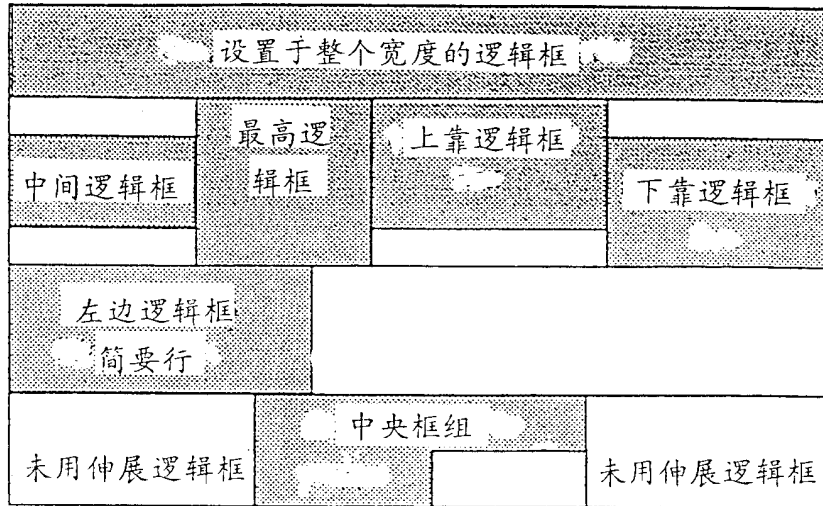 设置于整个宽度的逻辑框
最高逻
辑框
上靠逻辑框
中间逻辑框
下靠逻辑框
左边逻辑框
简要行
中央框组
未用伸展逻辑框
未用伸展逻辑框